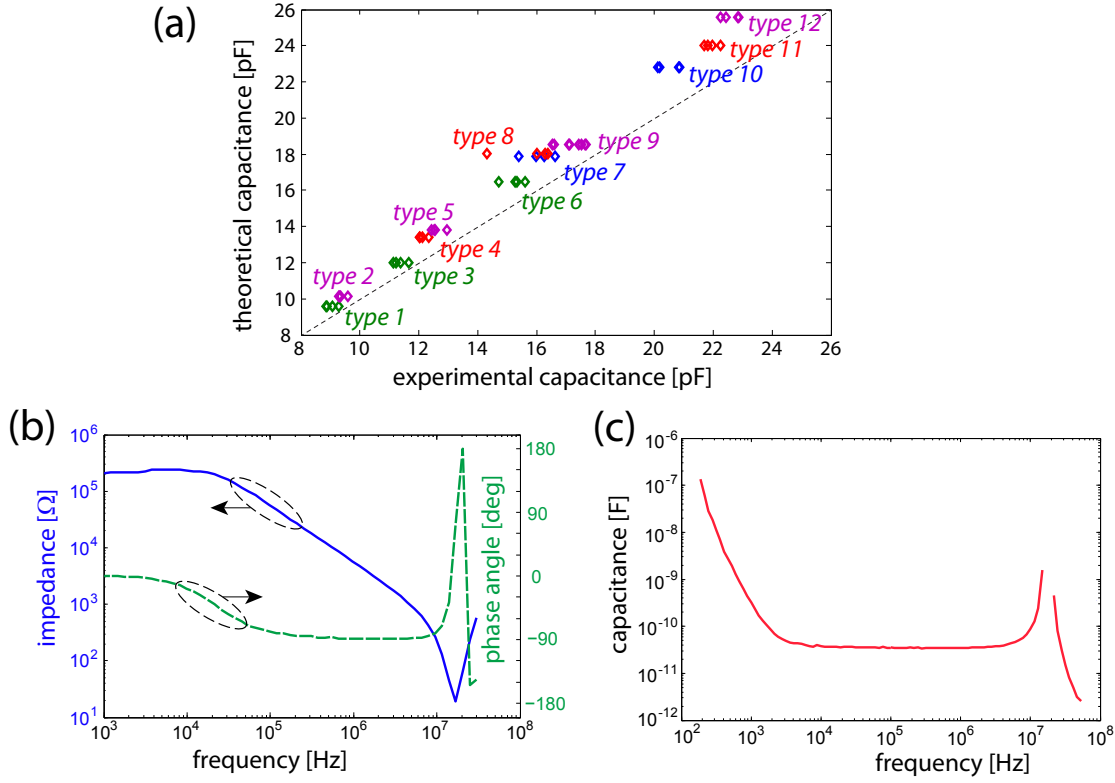 (a)
26
24
22
20
18
16
14
12
10
8
theoretical capacitance [pF]
type 12
type 11
type 10
type 8
type 9
type 7
type 6
type 5
type 4
type 3
type 2
type 1
8 10 12 14 16 18 20 22 24 26
experimental capacitance [pF]
(b)
10^6
10^5
10^4
10^3
10^2
10^1
impedance [Ω]
180
90
0
−90
−180
phase angle [deg]
10^3 10^4 10^5 10^6 10^7 10^8
frequency [Hz]
(c)
10^-6
10^-7
10^-8
10^-9
10^-10
10^-11
10^-12
capacitance [F]
10^2 10^3 10^4 10^5 10^6 10^7 10^8
frequency [Hz]